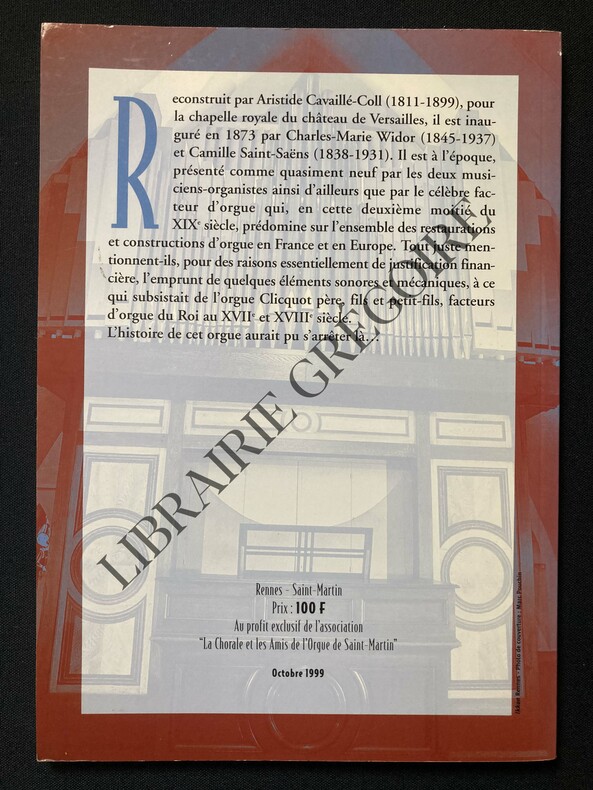 Reconstruit par Aristide Cavaillé-Coll (1811-1899), pour
la chapelle royale du château de Versailles, il est inau-
guré en 1873 par Charles-Marie Widor (1845-1937)
et Camille Saint-Saëns (1838-1931). Il est à l'époque,
présenté comme quasiment neuf par les deux musi-
ciens-organistes ainsi d'ailleurs que par le célèbre fac-
teur d'orgue qui, en cette deuxième moitié du
XIXe siècle, prédomine sur l'ensemble des restaurations
et constructions d'orgue en France et en Europe. Tout juste men-
tionnent-ils, pour des raisons essentiellement de justification finan-
cière, l'emprunt de quelques éléments sonores et mécaniques, à ce
qui subsistait de l'orgue Clicquot père, fils et petit-fils, facteurs
d'orgue du Roi au XVIIe et XVIIIe siècle.
L'histoire de cet orgue aurait pu s'arrêter là...
LIBRAIRIE GRÉGOIRE
Rennes - Saint-Martin
Prix : 100 F
Au profit exclusif de l'association
"La Chorale et les Amis de l'Orgue de Saint-Martin"
Octobre 1999
Rennes - Photo de couverture : Marc